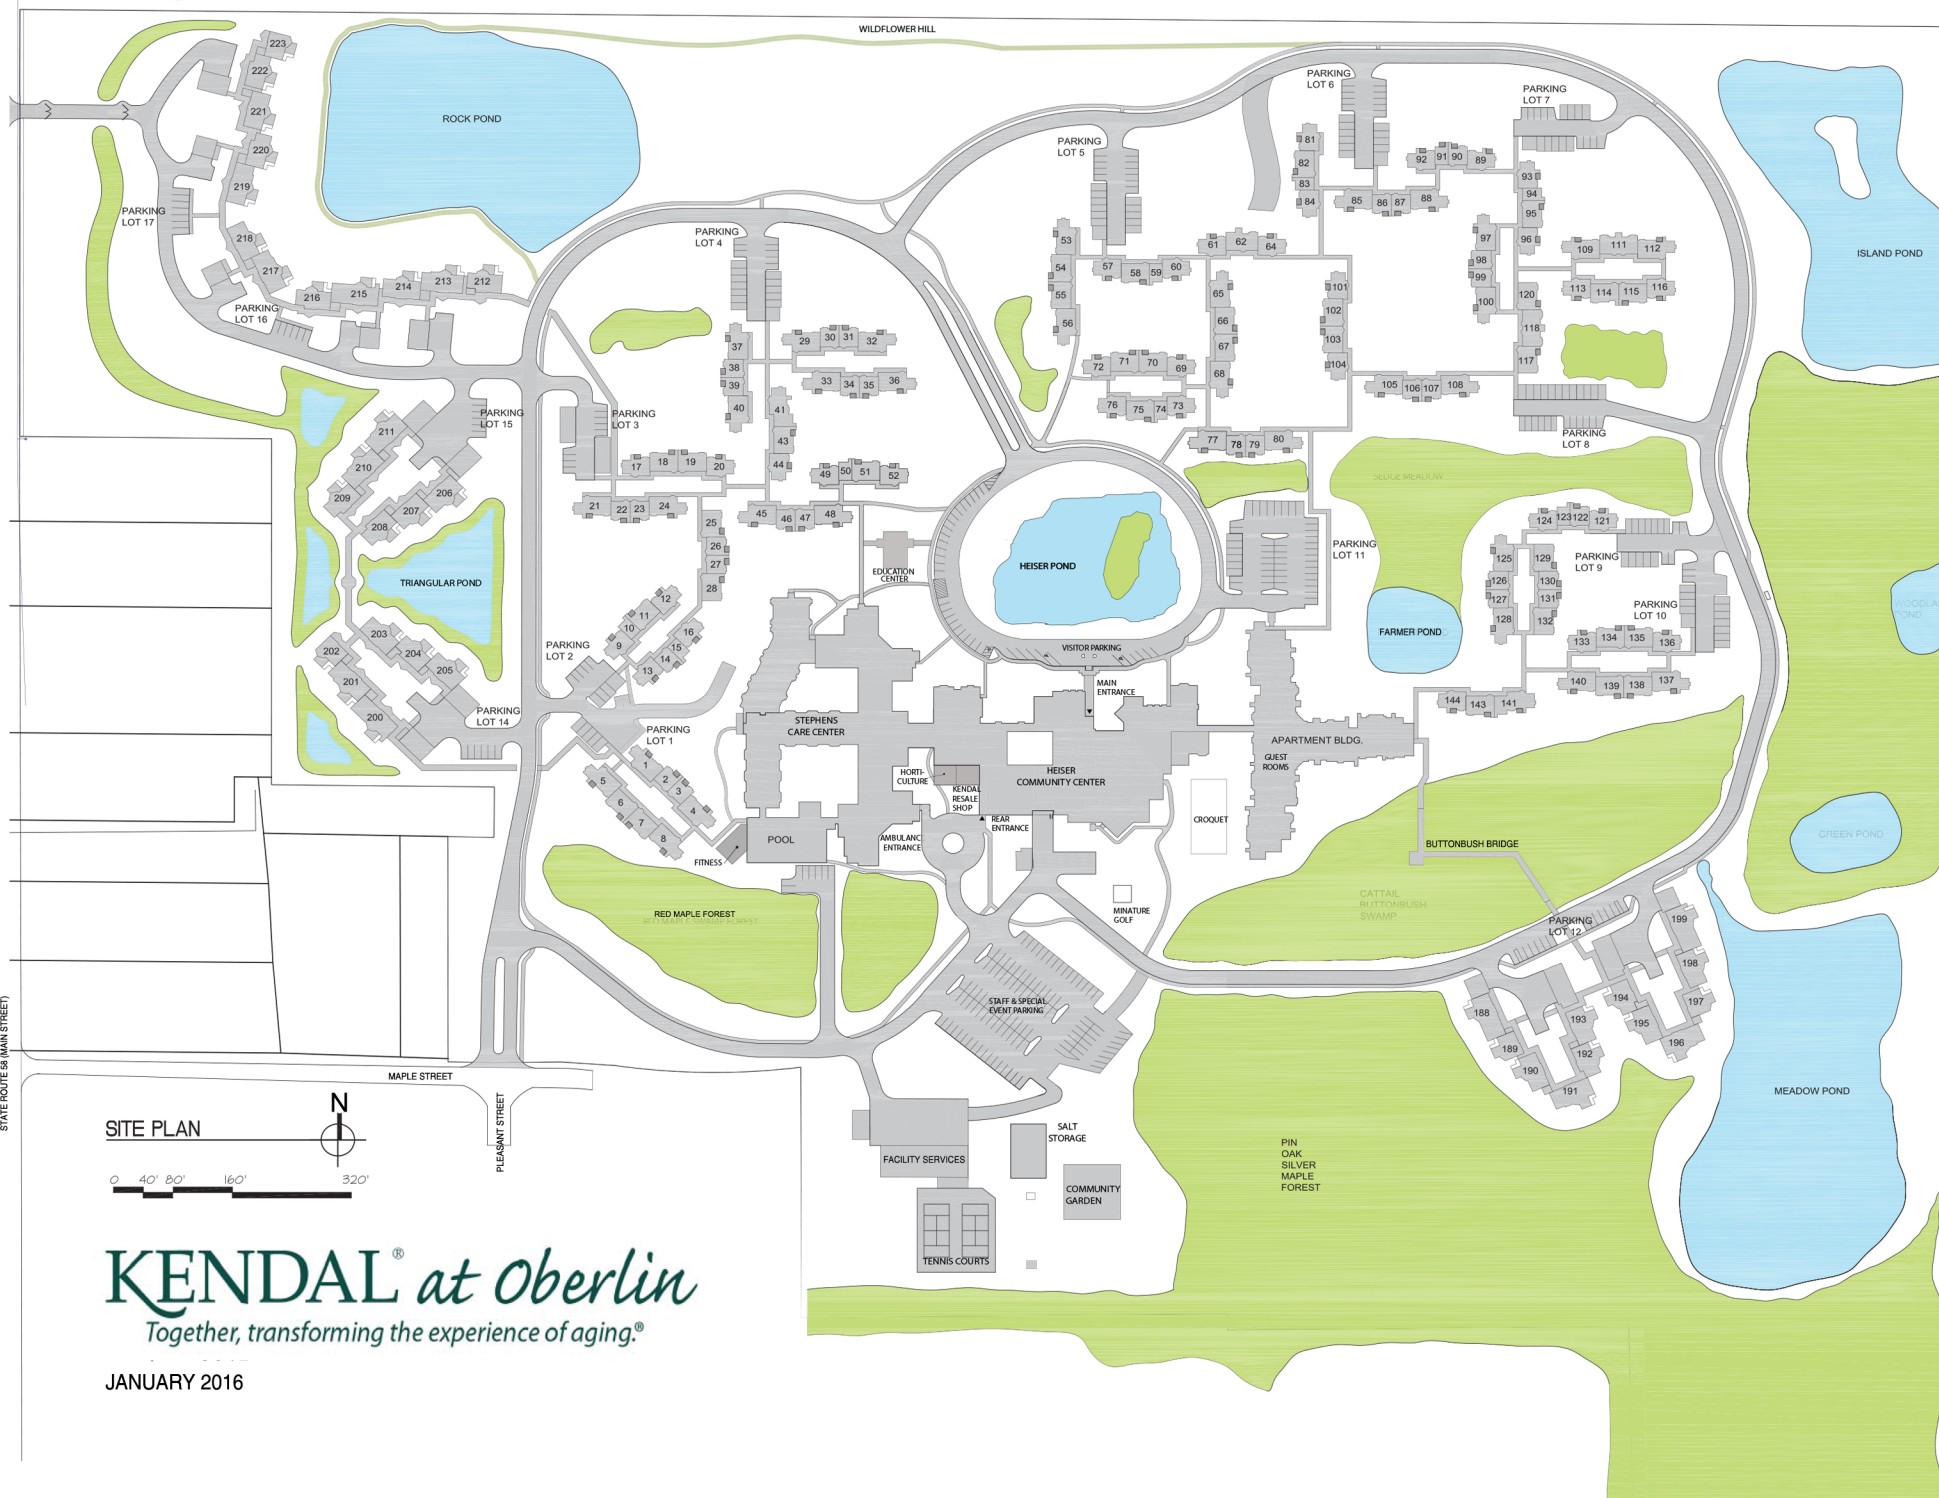 WILDFLOWER HILL
223
222
221
220
219
218
217
216
215
214
213
212
ROCK POND
PARKING
LOT 17
PARKING
LOT 16
PARKING
LOT 15
211
210
209
208
207
206
TRIANGULAR POND
202
201
200
203
204
205
PARKING
LOT 14
PARKING
LOT 4
37
38
39
40
29
30
31
32
33
34
35
36
41
43
44
PARKING
LOT 3
17
18
19
20
21
22
23
24
25
26
27
28
45
46
47
48
49
50
51
52
EDUCATION
CENTER
PARKING
LOT 2
9
10
11
12
13
14
15
16
PARKING
LOT 1
1
2
3
4
5
6
7
8
PARKING
LOT 5
53
54
55
56
57
58
59
60
61
62
64
65
66
67
68
69
70
71
72
73
74
75
76
77
78
79
80
PARKING
LOT 6
81
82
83
84
85
86
87
88
89
90
91
92
PARKING
LOT 7
93
94
95
96
97
98
99
100
101
102
103
104
105
106
107
108
109
111
112
113
114
115
116
120
118
117
PARKING
LOT 8
ISLAND POND
SEDGE MEADOW
PARKING
LOT 11
HEISER POND
VISITOR PARKING
MAIN
ENTRANCE
124
123
122
121
PARKING
LOT 9
125
126
127
128
129
130
131
132
PARKING
LOT 10
133
134
135
136
137
138
139
140
141
143
144
FARMER POND
STEPHENS
CARE CENTER
HORTI-
CULTURE
KENDAL
RESALE
SHOP
HEISER
COMMUNITY CENTER
APARTMENT BLDG.
GUEST
ROOMS
CROQUET
REAR
ENTRANCE
AMBULANCE
ENTRANCE
POOL
FITNESS
RED MAPLE FOREST
RED MAPLE SWAMP FOREST
MINATURE
GOLF
BUTTONBUSH BRIDGE
CATTAIL
BUTTONBUSH
SWAMP
GREEN POND
PARKING
LOT 12
199
198
197
196
195
194
193
192
191
190
189
188
MEADOW POND
STAFF & SPECIAL
EVENT PARKING
PIN
OAK
SILVER
MAPLE
FOREST
SALT
STORAGE
FACILITY SERVICES
COMMUNITY
GARDEN
TENNIS COURTS
STATE ROUTE 58 (MAIN STREET)
MAPLE STREET
PLEASANT STREET
N
SITE PLAN
0 40' 80' 160' 320'
KENDAL® at Oberlin
Together, transforming the experience of aging.®
JANUARY 2016